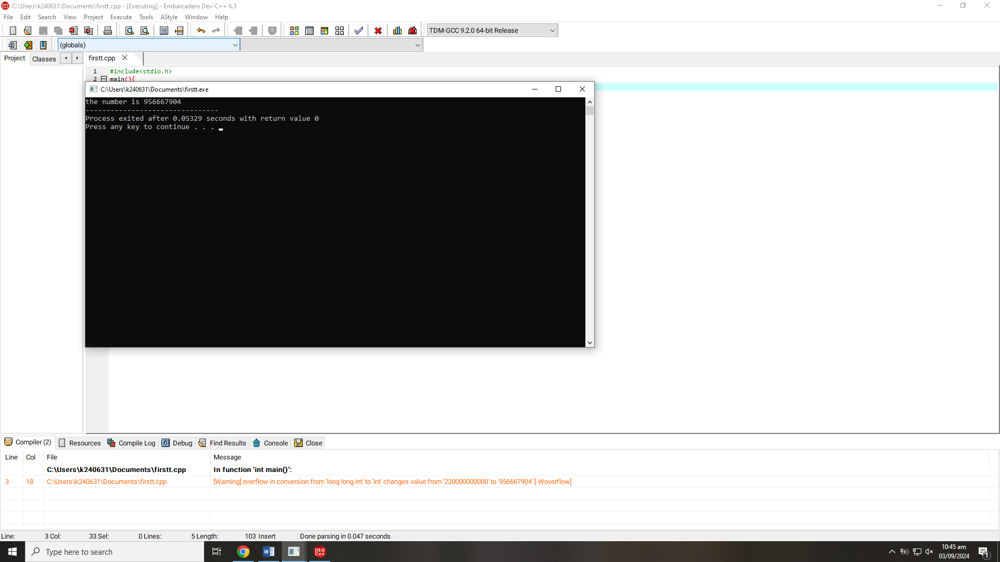 C:\Users\k240631\Documents\firstt.cpp - [Executing] - Embarcadero Dev-C++ 6.3
File Edit Search View Project Execute Tools AStyle Window Help
TDM-GCC 9.2.0 64-bit Release
(globals)
Project Classes firstt.cpp
1 #include<stdio.h>
2 main(){
C:\Users\k240631\Documents\firstt.exe
the number is 956667904
--------------------------------
Process exited after 0.05329 seconds with return value 0
Press any key to continue . . .
Compiler (2) Resources Compile Log Debug Find Results Console Close
Line Col File Message
C:\Users\k240631\Documents\firstt.cpp In function 'int main()':
3 18 C:\Users\k240631\Documents\firstt.cpp [Warning] overflow in conversion from 'long long int' to 'int' changes value from '220000000000' to '956667904' [-Woverflow]
Line: 3 Col: 33 Sel: 0 Lines: 5 Length: 103 Insert Done parsing in 0.047 seconds
Type here to search
DEV C++
10:45 am
03/09/2024
1